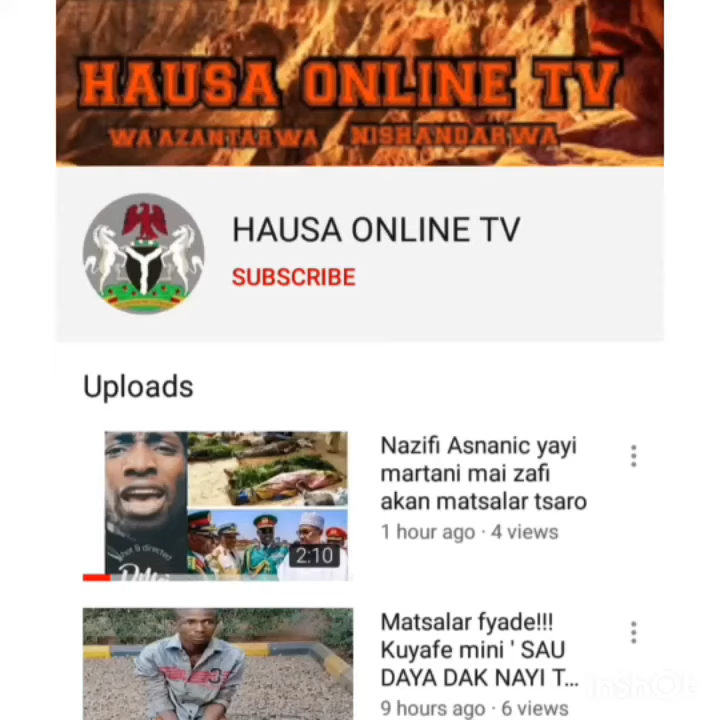 HAUSA ONLINE TV
WA'AZANTARWA NISHANDARWA
HAUSA ONLINE TV
SUBSCRIBE
Uploads
Nazifi Asnanic yayi
martani mai zafi
akan matsalar tsaro
1 hour ago · 4 views
& directed
2:10
Matsalar fyade!!!
Kuyafe mini ' SAU
DAYA DAK NAYI T...
9 hours ago · 6 views
InShOt